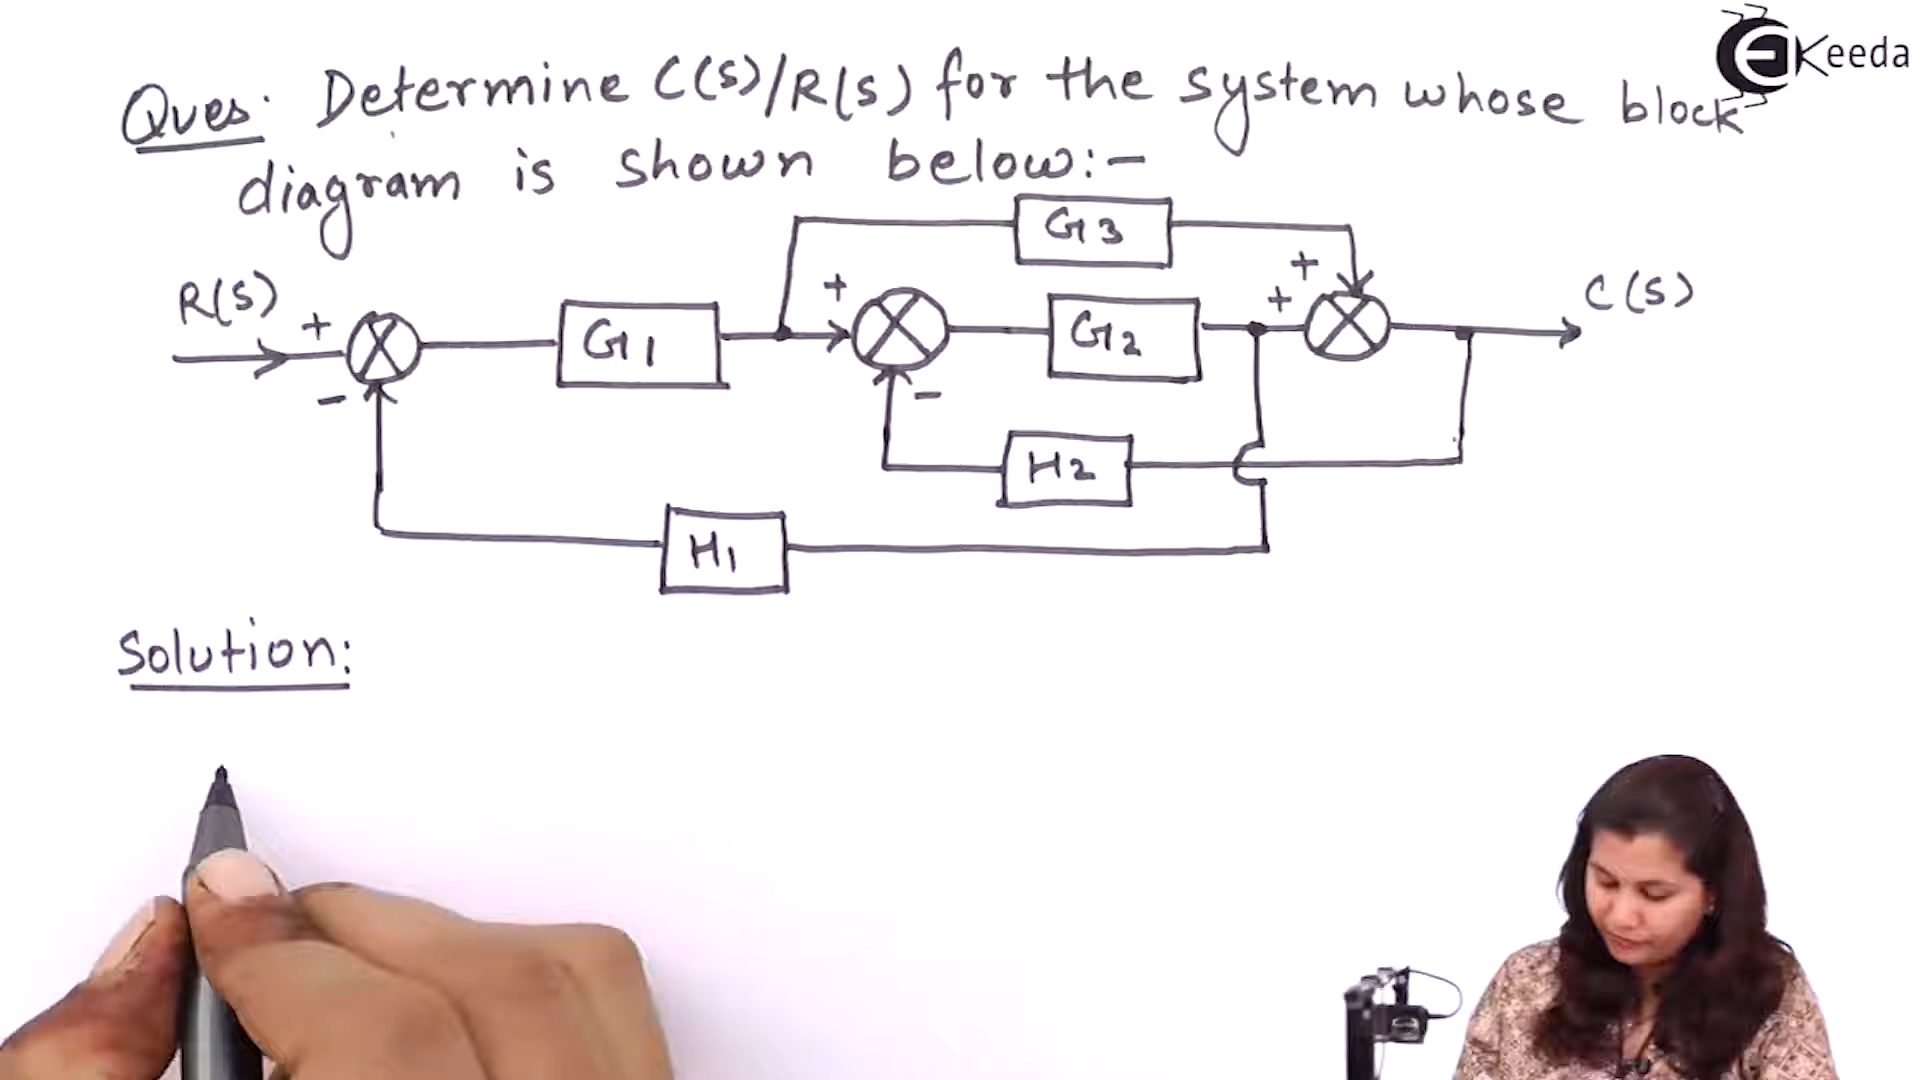 Keeda
Ques: Determine C(S)/R(S) for the system whose block
diagram is shown below:-
G3
R(S) + - G1 + - G2 + + C(S)
H2
H1
Solution: